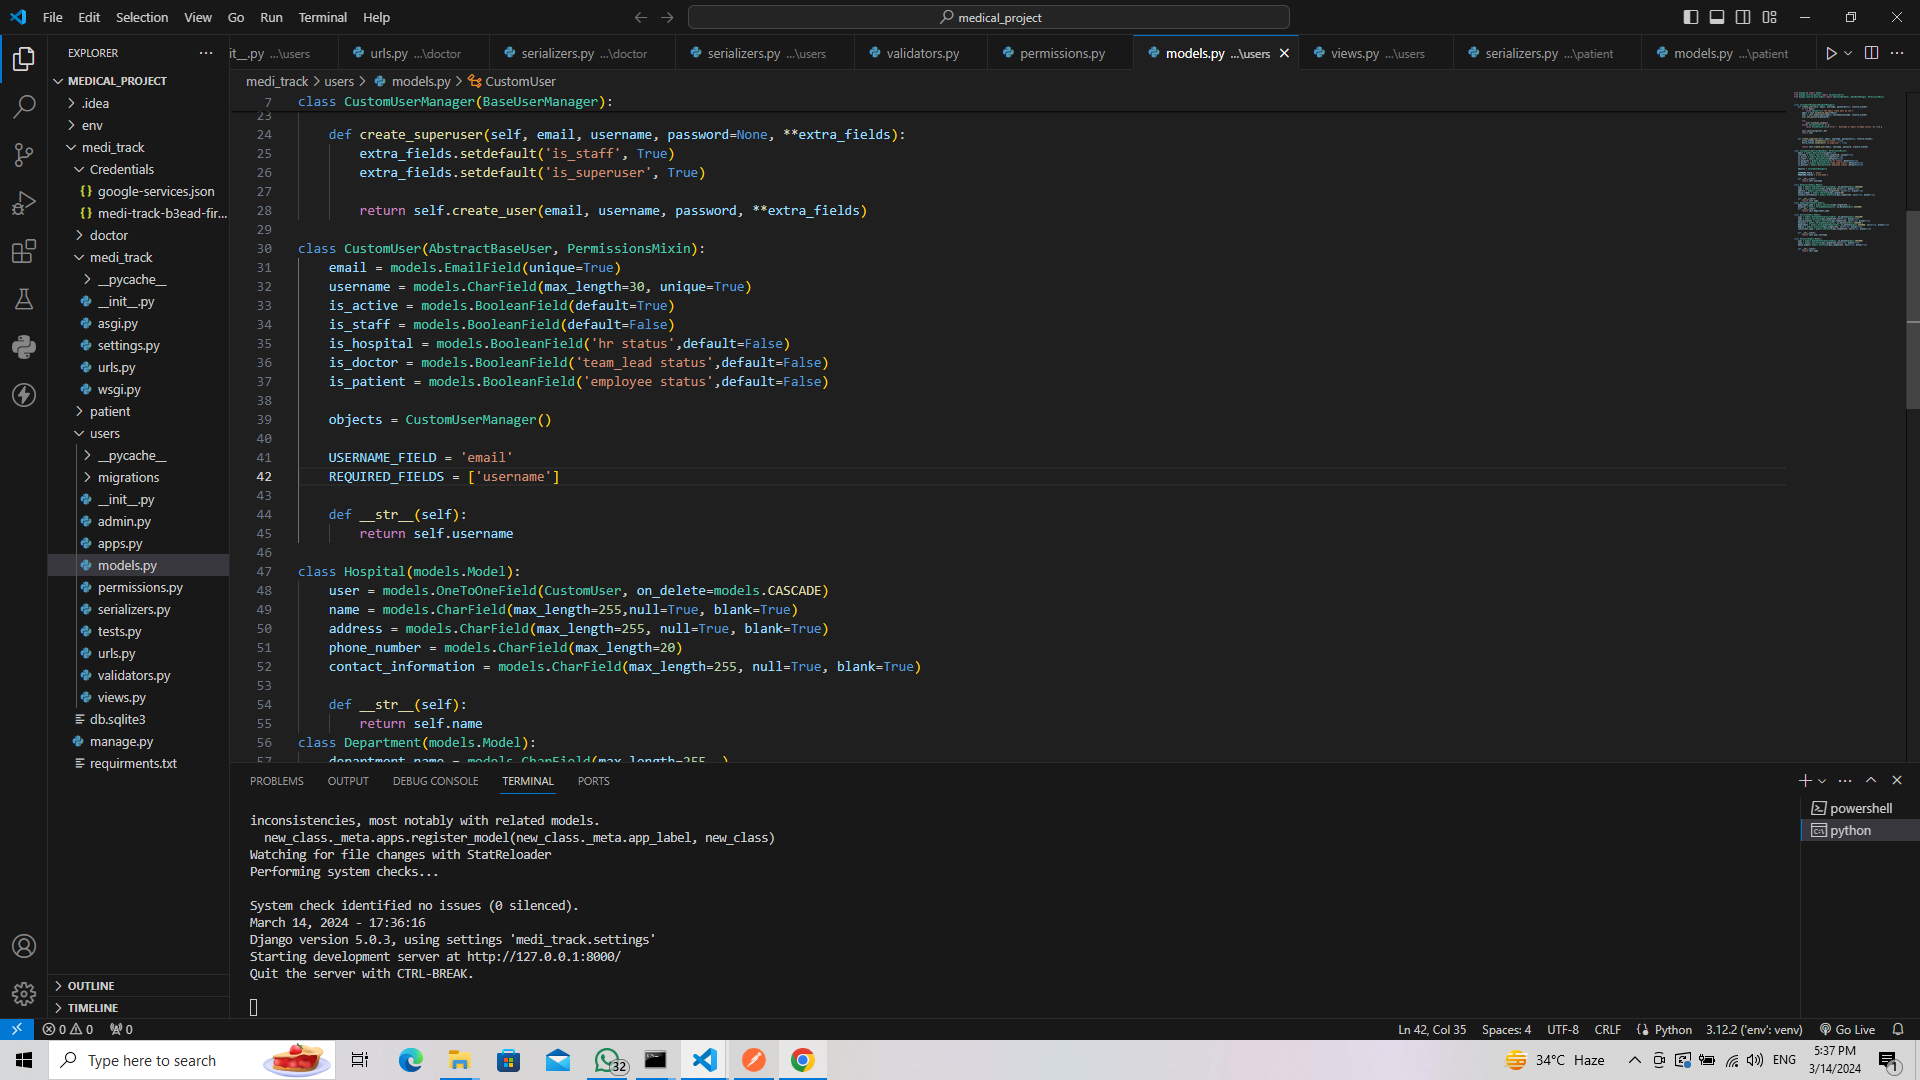 File Edit Selection View Go Run Terminal Help
medical_project
EXPLORER
it__.py ...\users
urls.py ...\doctor
serializers.py ...\doctor
serializers.py ...\users
validators.py
permissions.py
models.py ...\users
views.py ...\users
serializers.py ...\patient
models.py ...\patient
medi_track > users > models.py > CustomUser
MEDICAL_PROJECT
.idea
env
medi_track
Credentials
google-services.json
medi-track-b3ead-fir...
doctor
medi_track
__pycache__
__init__.py
asgi.py
settings.py
urls.py
wsgi.py
patient
users
__pycache__
migrations
__init__.py
admin.py
apps.py
models.py
permissions.py
serializers.py
tests.py
urls.py
validators.py
views.py
db.sqlite3
manage.py
requirments.txt
OUTLINE
TIMELINE
7 class CustomUserManager(BaseUserManager):
23
24 def create_superuser(self, email, username, password=None, **extra_fields):
25 extra_fields.setdefault('is_staff', True)
26 extra_fields.setdefault('is_superuser', True)
27
28 return self.create_user(email, username, password, **extra_fields)
29
30 class CustomUser(AbstractBaseUser, PermissionsMixin):
31 email = models.EmailField(unique=True)
32 username = models.CharField(max_length=30, unique=True)
33 is_active = models.BooleanField(default=True)
34 is_staff = models.BooleanField(default=False)
35 is_hospital = models.BooleanField('hr status',default=False)
36 is_doctor = models.BooleanField('team_lead status',default=False)
37 is_patient = models.BooleanField('employee status',default=False)
38
39 objects = CustomUserManager()
40
41 USERNAME_FIELD = 'email'
42 REQUIRED_FIELDS = ['username']
43
44 def __str__(self):
45 return self.username
46
47 class Hospital(models.Model):
48 user = models.OneToOneField(CustomUser, on_delete=models.CASCADE)
49 name = models.CharField(max_length=255,null=True, blank=True)
50 address = models.CharField(max_length=255, null=True, blank=True)
51 phone_number = models.CharField(max_length=20)
52 contact_information = models.CharField(max_length=255, null=True, blank=True)
53
54 def __str__(self):
55 return self.name
56 class Department(models.Model):
57 department_name = models.CharField(max_length=255, )
PROBLEMS OUTPUT DEBUG CONSOLE TERMINAL PORTS
inconsistencies, most notably with related models.
new_class._meta.apps.register_model(new_class._meta.app_label, new_class)
Watching for file changes with StatReloader
Performing system checks...
System check identified no issues (0 silenced).
March 14, 2024 - 17:36:16
Django version 5.0.3, using settings 'medi_track.settings'
Starting development server at http://127.0.0.1:8000/
Quit the server with CTRL-BREAK.
powershell
python
0 0 0
Ln 42, Col 35 Spaces: 4 UTF-8 CRLF Python 3.12.2 ('env': venv) Go Live
Type here to search
32
34°C Haze
ENG
5:37 PM
3/14/2024
1